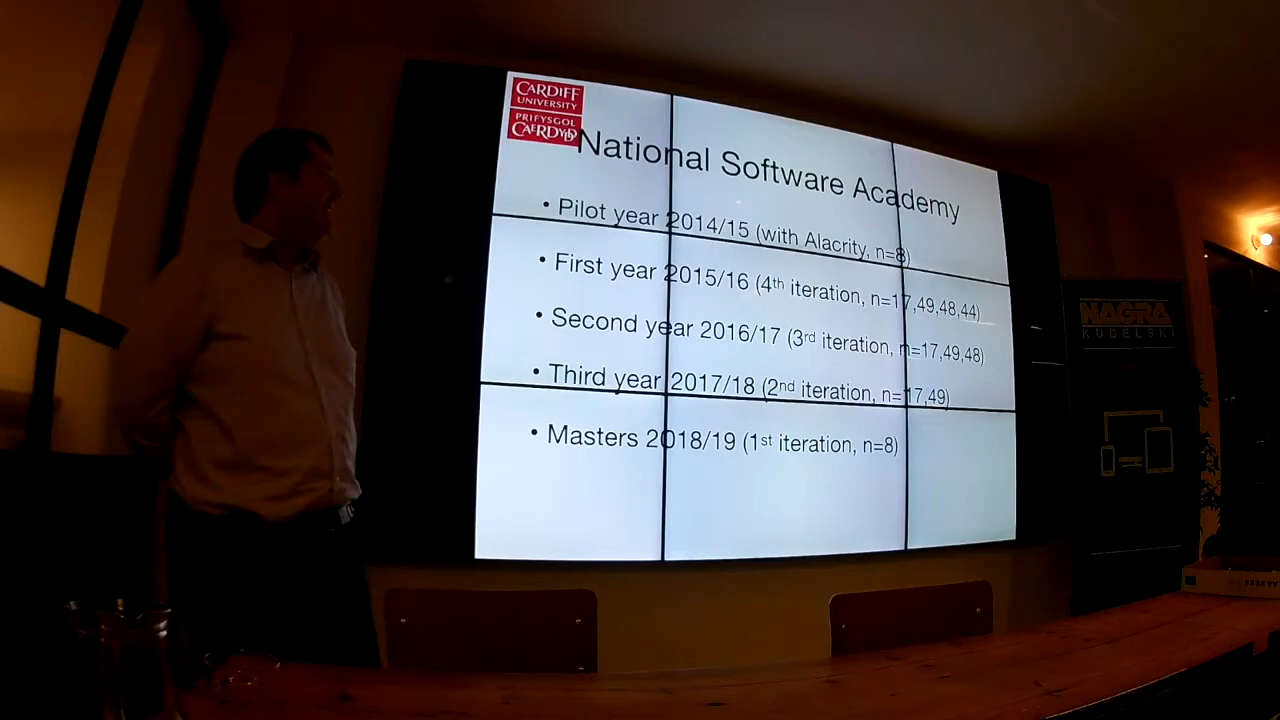 CARDIFF
UNIVERSITY
PRIFYSGOL
CAERDYDD
National Software Academy
• Pilot year 2014/15 (with Alacrity, n=8)
• First year 2015/16 (4th iteration, n=17,49,48,44)
• Second year 2016/17 (3rd iteration, n=17,49,48)
• Third year 2017/18 (2nd iteration, n=17,49)
• Masters 2018/19 (1st iteration, n=8)
NAGRA
KUDELSKI